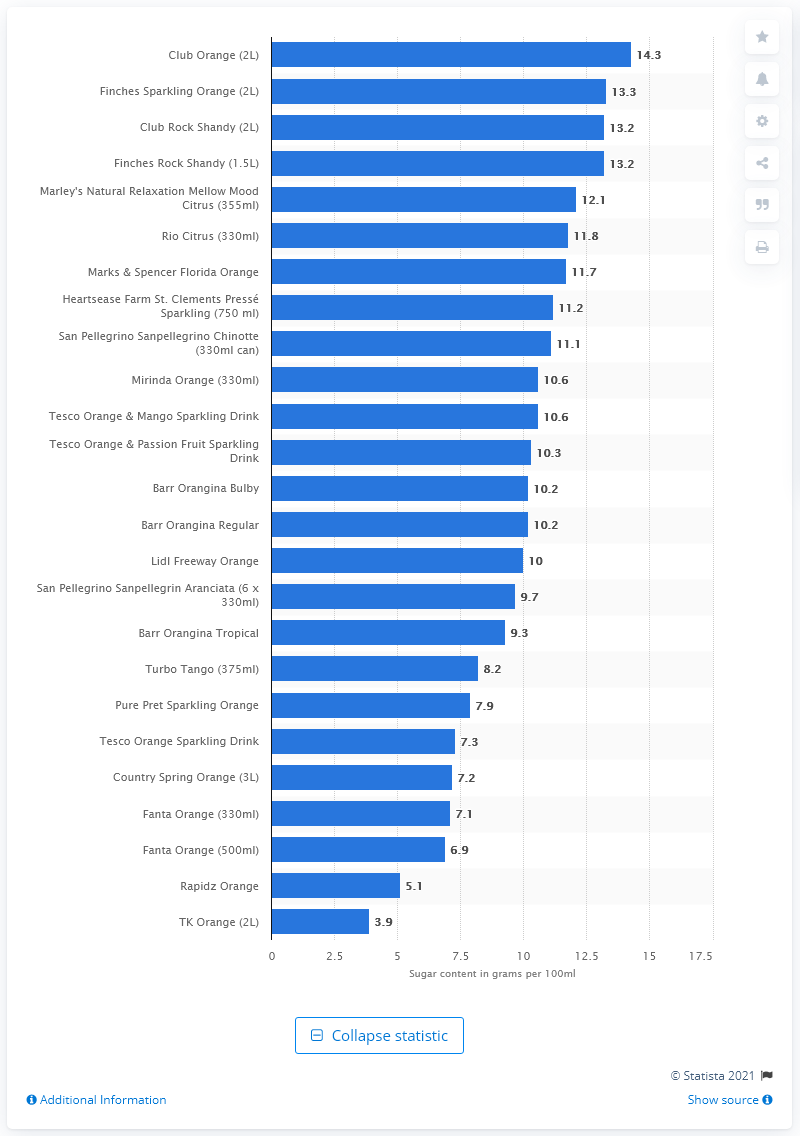 Club Orange (2L) 14.3
Finches Sparkling Orange (2L) 13.3
Club Rock Shandy (2L) 13.2
Finches Rock Shandy (1.5L) 13.2
Marley's Natural Relaxation Mellow Mood
Citrus (355ml) 12.1
Rio Citrus (330ml) 11.8
Marks & Spencer Florida Orange 11.7
Heartsease Farm St. Clements Pressé
Sparkling (750 ml) 11.2
San Pellegrino Sanpellegrino Chinotte
(330ml can) 11.1
Mirinda Orange (330ml) 10.6
Tesco Orange & Mango Sparkling Drink 10.6
Tesco Orange & Passion Fruit Sparkling
Drink 10.3
Barr Orangina Bulby 10.2
Barr Orangina Regular 10.2
Lidl Freeway Orange 10
San Pellegrino Sanpellegrin Aranciata (6 x
330ml) 9.7
Barr Orangina Tropical 9.3
Turbo Tango (375ml) 8.2
Pure Pret Sparkling Orange 7.9
Tesco Orange Sparkling Drink 7.3
Country Spring Orange (3L) 7.2
Fanta Orange (330ml) 7.1
Fanta Orange (500ml) 6.9
Rapidz Orange 5.1
TK Orange (2L) 3.9
0 2.5 5 7.5 10 12.5 15 17.5
Sugar content in grams per 100ml
Collapse statistic
© Statista 2021
Additional Information
Show source